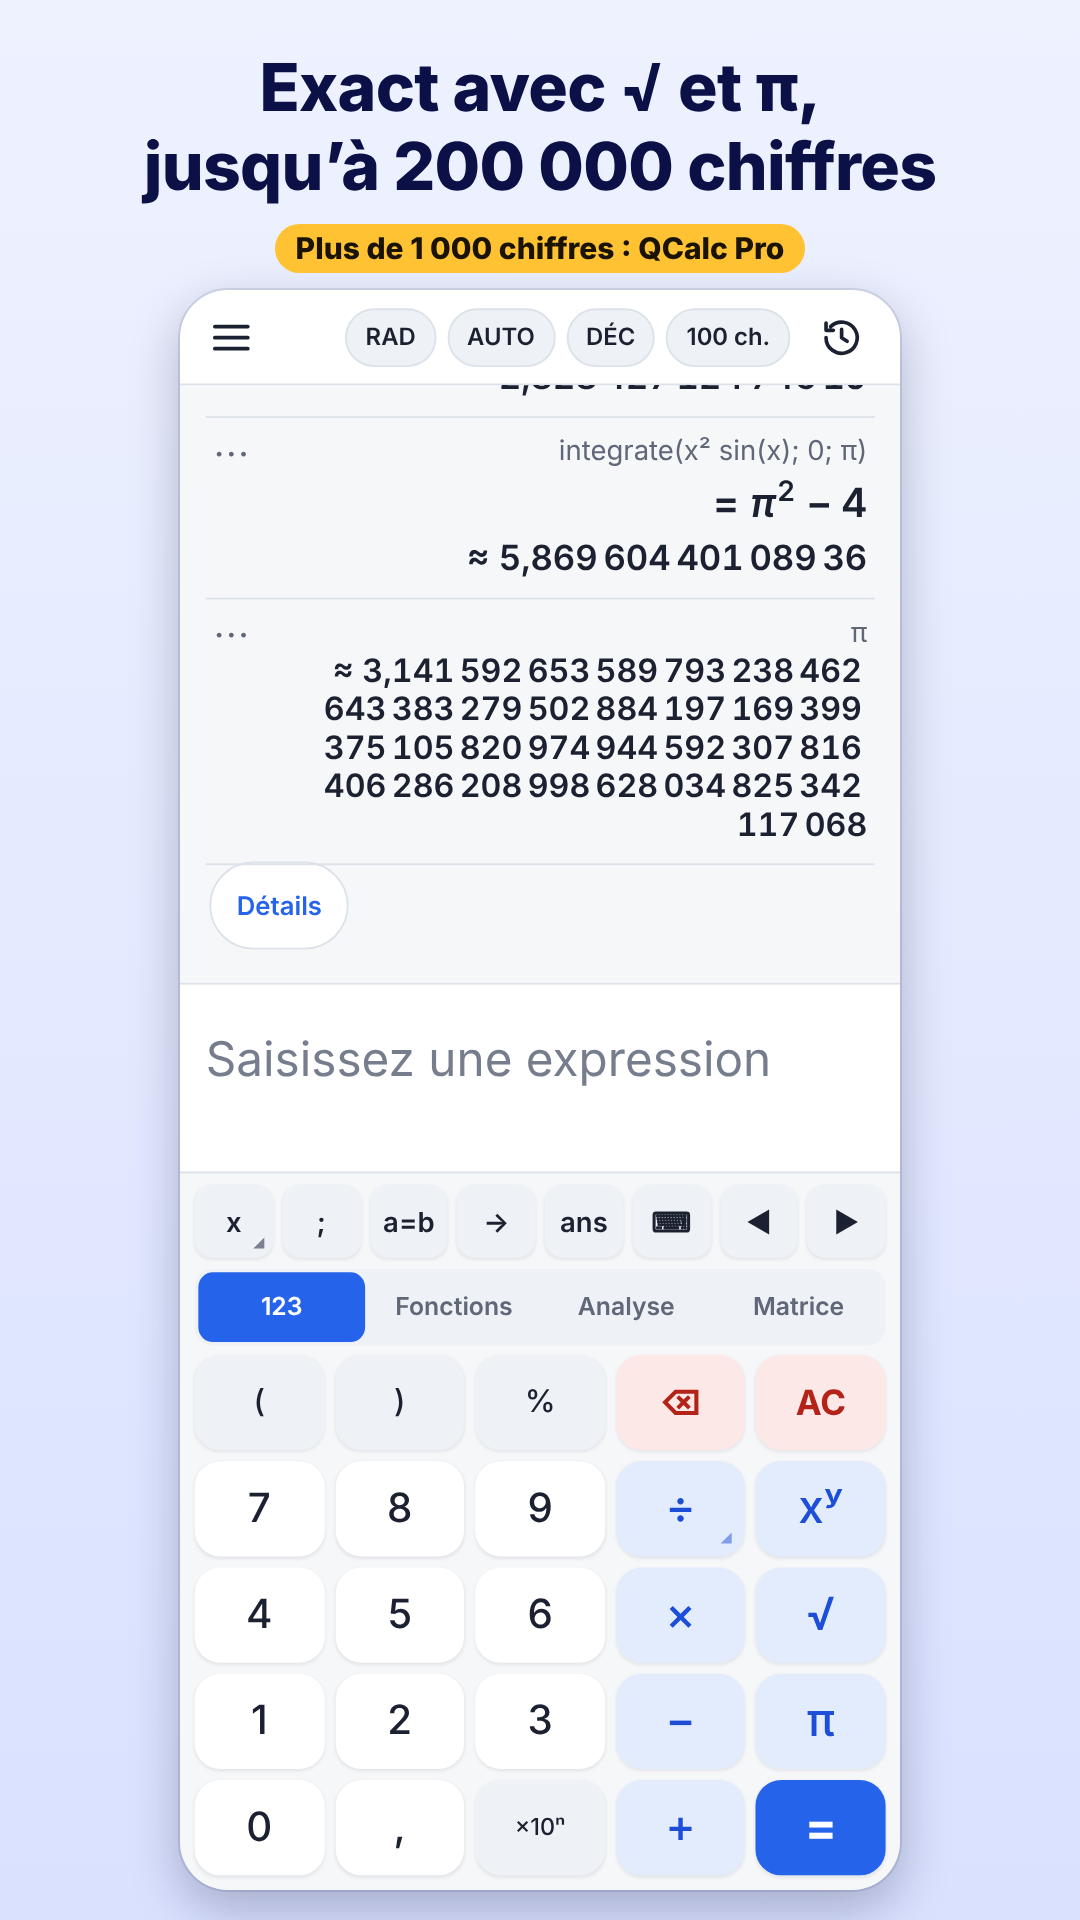 Exact avec √ et π,
jusqu’à 200 000 chiffres
Plus de 1 000 chiffres : QCalc Pro
RAD AUTO DÉC 100 ch.
… integrate(x² sin(x); 0; π)
= π² − 4
≈ 5,869 604 401 089 36
… π
≈ 3,141 592 653 589 793 238 462
643 383 279 502 884 197 169 399
375 105 820 974 944 592 307 816
406 286 208 998 628 034 825 342
117 068
Détails
Saisissez une expression
x ; a=b → ans ⌨ ◀ ▶
123 Fonctions Analyse Matrice
( ) % ⌫ AC
7 8 9 ÷ xʸ
4 5 6 × √
1 2 3 − π
0 , ×10ⁿ + =